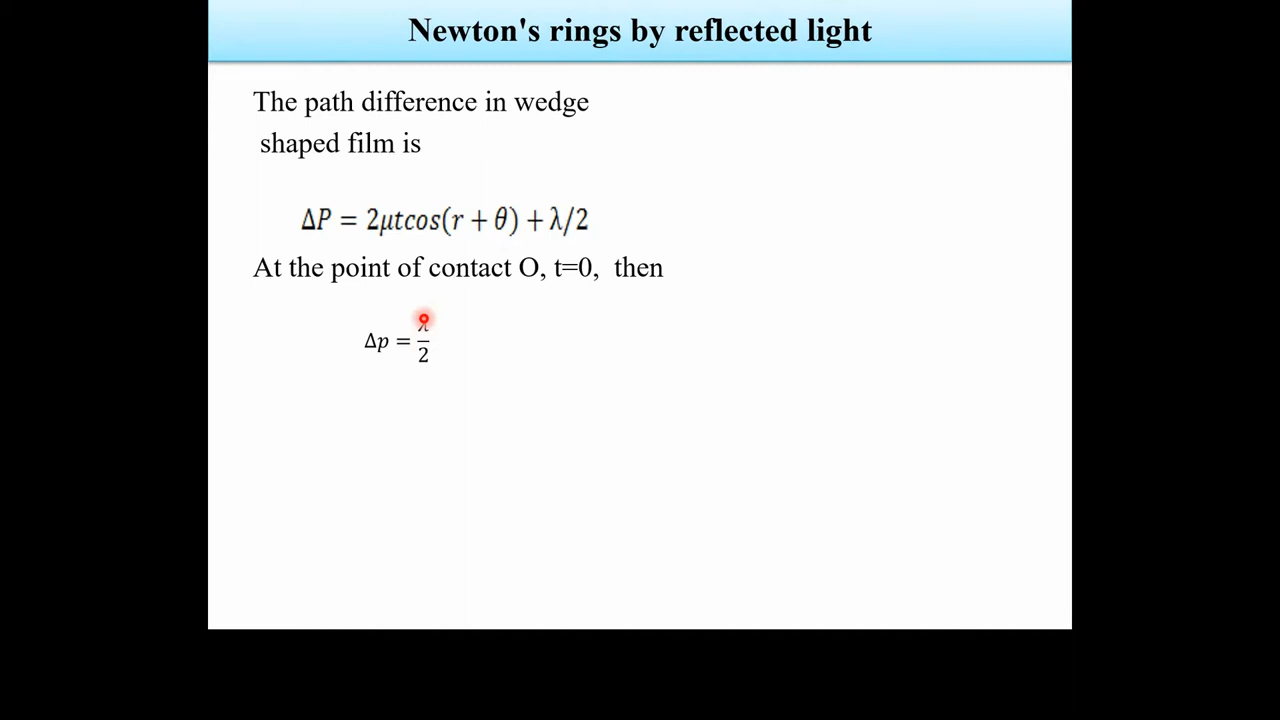 Newton's rings by reflected light
The path difference in wedge
shaped film is
ΔP = 2μtcos(r + θ) + λ/2
At the point of contact O, t=0, then
Δp = λ/2